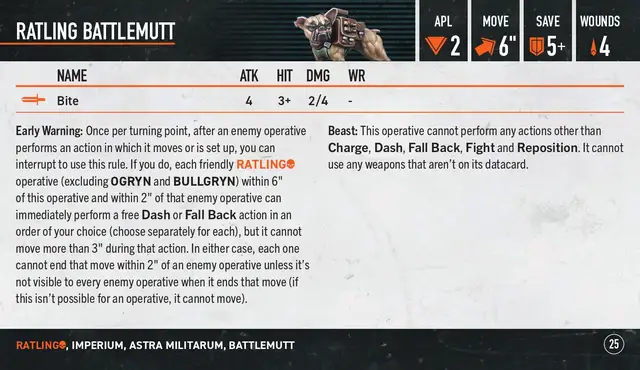 RATLING BATTLEMUTT
APL
2
MOVE
6"
SAVE
5+
WOUNDS
4
NAME ATK HIT DMG WR
Bite 4 3+ 2/4 -
Early Warning: Once per turning point, after an enemy operative
performs an action in which it moves or is set up, you can
interrupt to use this rule. If you do, each friendly RATLING
operative (excluding OGRYN and BULLGRYN) within 6"
of this operative and within 2" of that enemy operative can
immediately perform a free Dash or Fall Back action in an
order of your choice (choose separately for each), but it cannot
move more than 3" during that action. In either case, each one
cannot end that move within 2" of an enemy operative unless it's
not visible to every enemy operative when it ends that move (if
this isn't possible for an operative, it cannot move).
Beast: This operative cannot perform any actions other than
Charge, Dash, Fall Back, Fight and Reposition. It cannot
use any weapons that aren't on its datacard.
RATLING, IMPERIUM, ASTRA MILITARUM, BATTLEMUTT
25